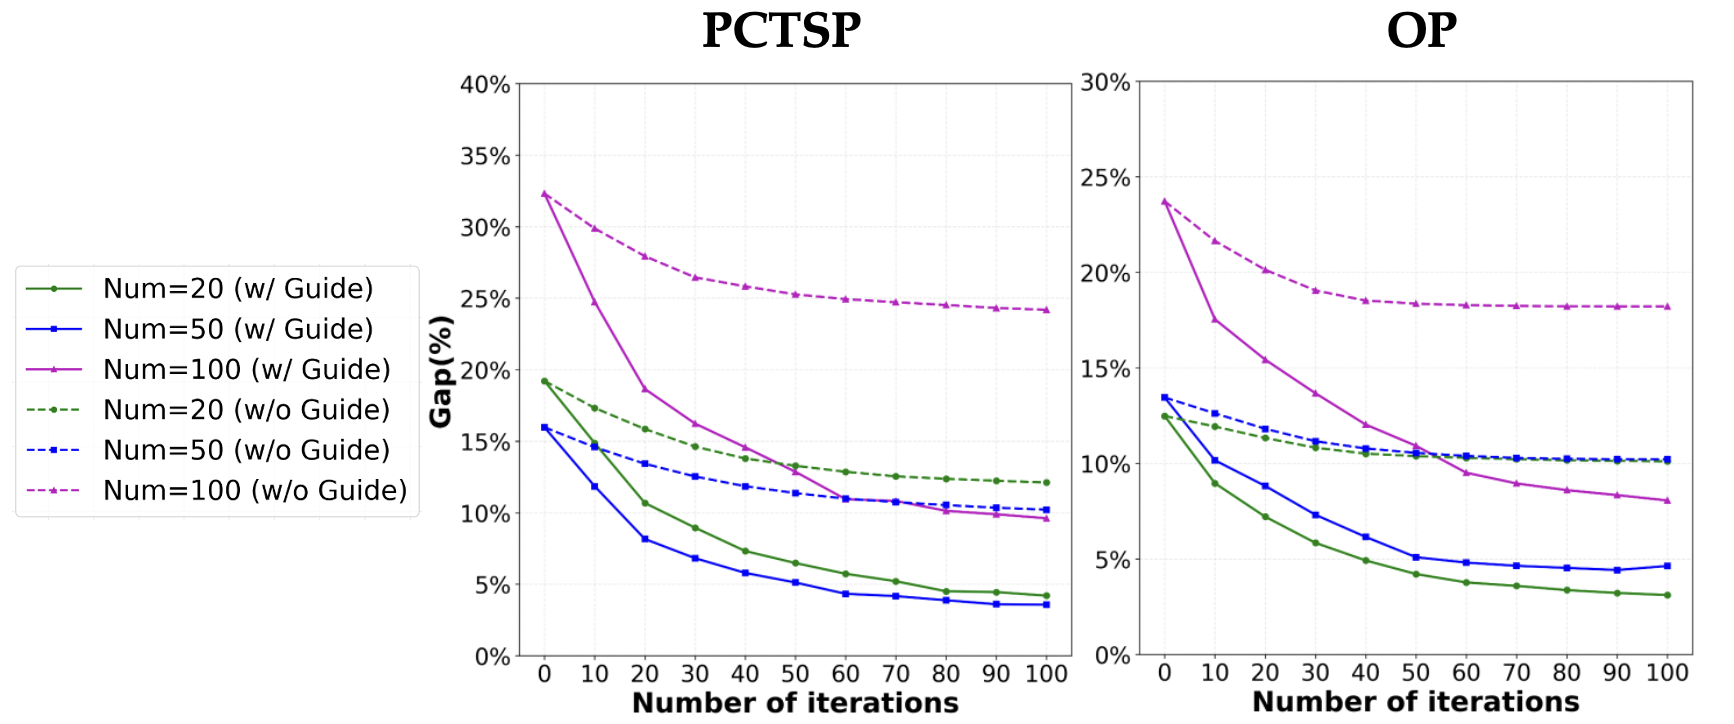 PCTSP
OP
Num=20 (w/ Guide)
Num=50 (w/ Guide)
Num=100 (w/ Guide)
Num=20 (w/o Guide)
Num=50 (w/o Guide)
Num=100 (w/o Guide)
Gap(%)
40%
35%
30%
25%
20%
15%
10%
5%
0%
0 10 20 30 40 50 60 70 80 90 100
Number of iterations
30%
25%
20%
15%
10%
5%
0%
0 10 20 30 40 50 60 70 80 90 100
Number of iterations